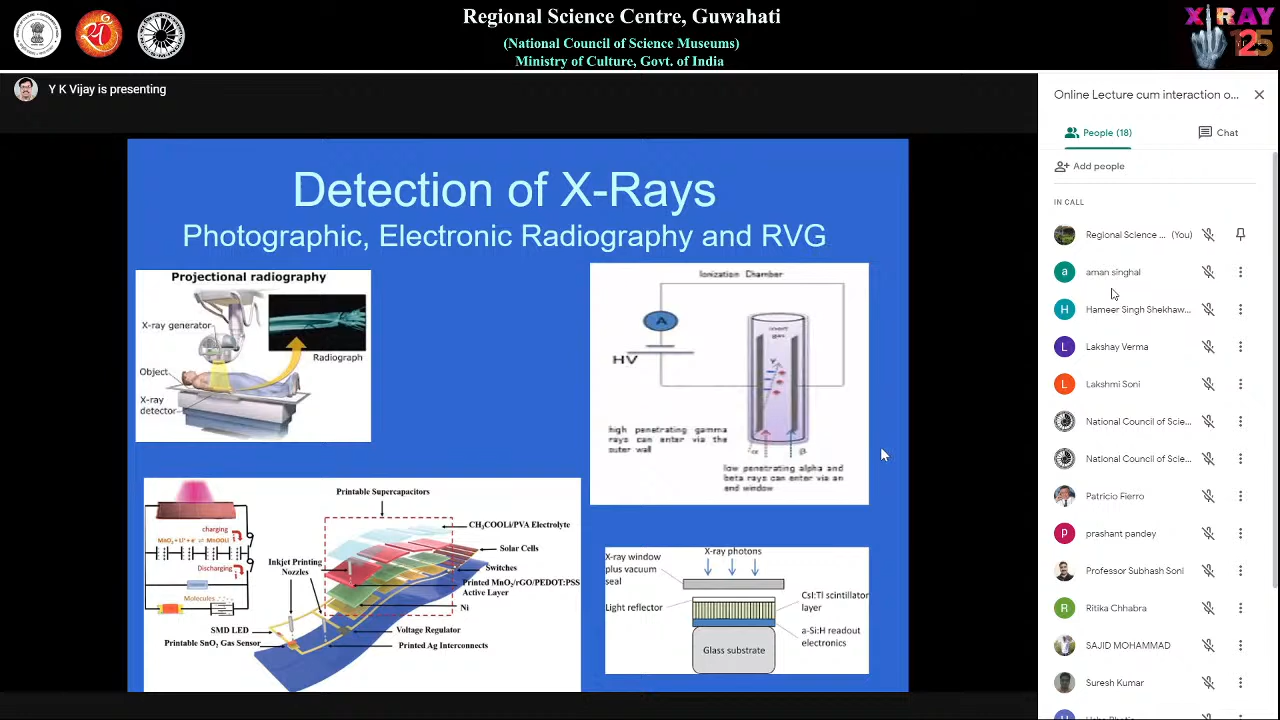 Regional Science Centre, Guwahati
(National Council of Science Museums)
Ministry of Culture, Govt. of India
X RAY
125
Y K Vijay is presenting
Detection of X-Rays
Photographic, Electronic Radiography and RVG
Projectional radiography
X-ray generator
Radiograph
Object
X-ray
detector
Ionization Chamber
A
inert
gas
HV
high penetrating gamma
rays can enter via the
outer wall
α
β
low penetrating alpha and
beta rays can enter via an
end window
Printable Supercapacitors
CH3COOLi/PVA Electrolyte
charging
MnO2 + Li+ + e- ⇌ MnOOLi
Solar Cells
Discharging
Inkjet Printing
Nozzles
Switches
Printed MnO2/rGO/PEDOT:PSS
Active Layer
Molecules
Ni
SMD LED
Voltage Regulator
Printable SnO2 Gas Sensor
Printed Ag Interconnects
X-ray window
plus vacuum
seal
X-ray photons
Light reflector
CsI:Tl scintillator
layer
a-Si:H readout
electronics
Glass substrate
Online Lecture cum interaction o...
People (18)
Chat
Add people
IN CALL
Regional Science ... (You)
a aman singhal
H Hameer Singh Shekhaw...
L Lakshay Verma
L Lakshmi Soni
National Council of Scie...
National Council of Scie...
Patricio Fierro
p prashant pandey
Professor Subhash Soni
R Ritika Chhabra
SAJID MOHAMMAD
Suresh Kumar